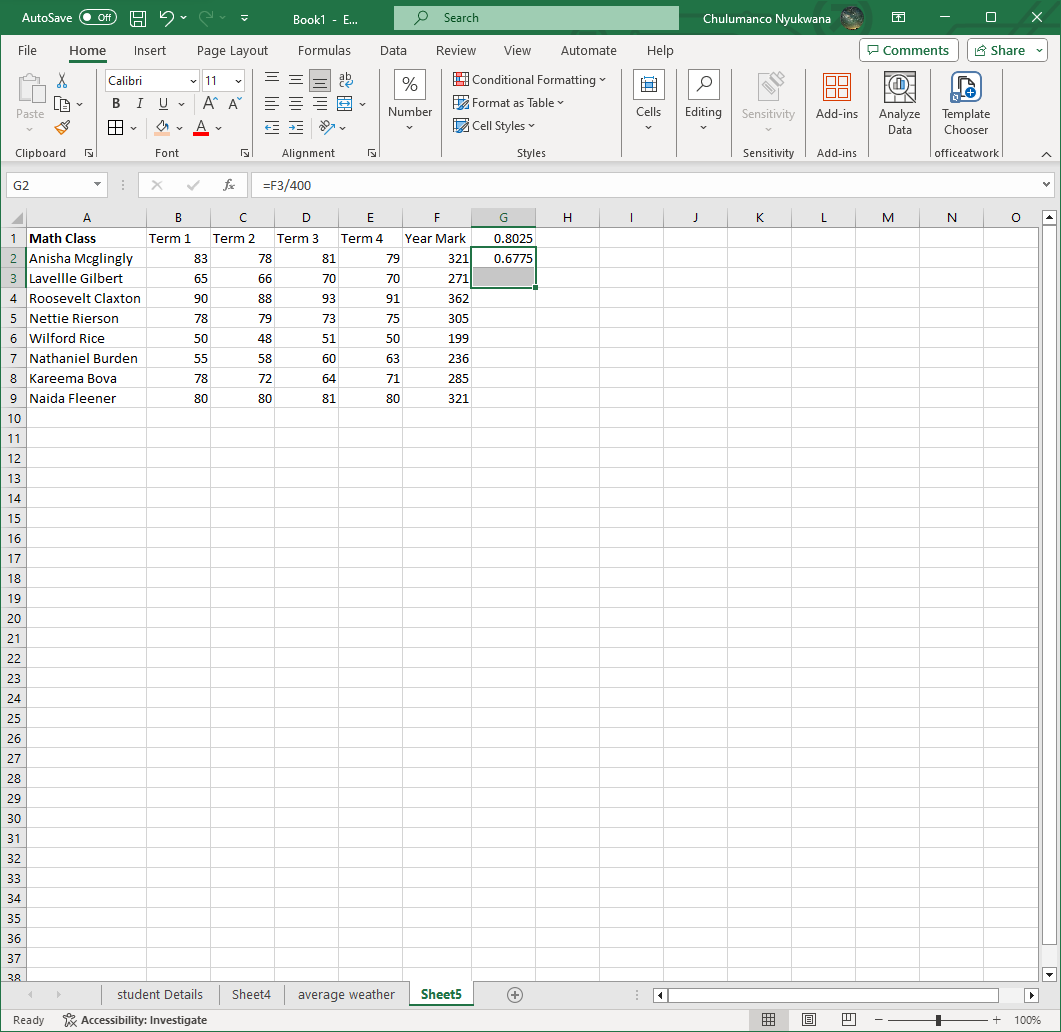 AutoSave Off Book1 - E... Search Chulumanco Nyukwana
File Home Insert Page Layout Formulas Data Review View Automate Help Comments Share
Paste Calibri 11 ab c % Number Conditional Formatting Cells Editing Sensitivity Add-ins Analyze Data Template Chooser
B I U A A Format as Table
A Cell Styles
Clipboard Font Alignment Styles Sensitivity Add-ins officeatwork
G2 fx =F3/400
A B C D E F G H I J K L M N O
1 Math Class Term 1 Term 2 Term 3 Term 4 Year Mark 0.8025
2 Anisha Mcglingly 83 78 81 79 321 0.6775
3 Lavellle Gilbert 65 66 70 70 271
4 Roosevelt Claxton 90 88 93 91 362
5 Nettie Rierson 78 79 73 75 305
6 Wilford Rice 50 48 51 50 199
7 Nathaniel Burden 55 58 60 63 236
8 Kareema Bova 78 72 64 71 285
9 Naida Fleener 80 80 81 80 321
10
11
12
13
14
15
16
17
18
19
20
21
22
23
24
25
26
27
28
29
30
31
32
33
34
35
36
37
38
student Details Sheet4 average weather Sheet5
Ready Accessibility: Investigate 100%